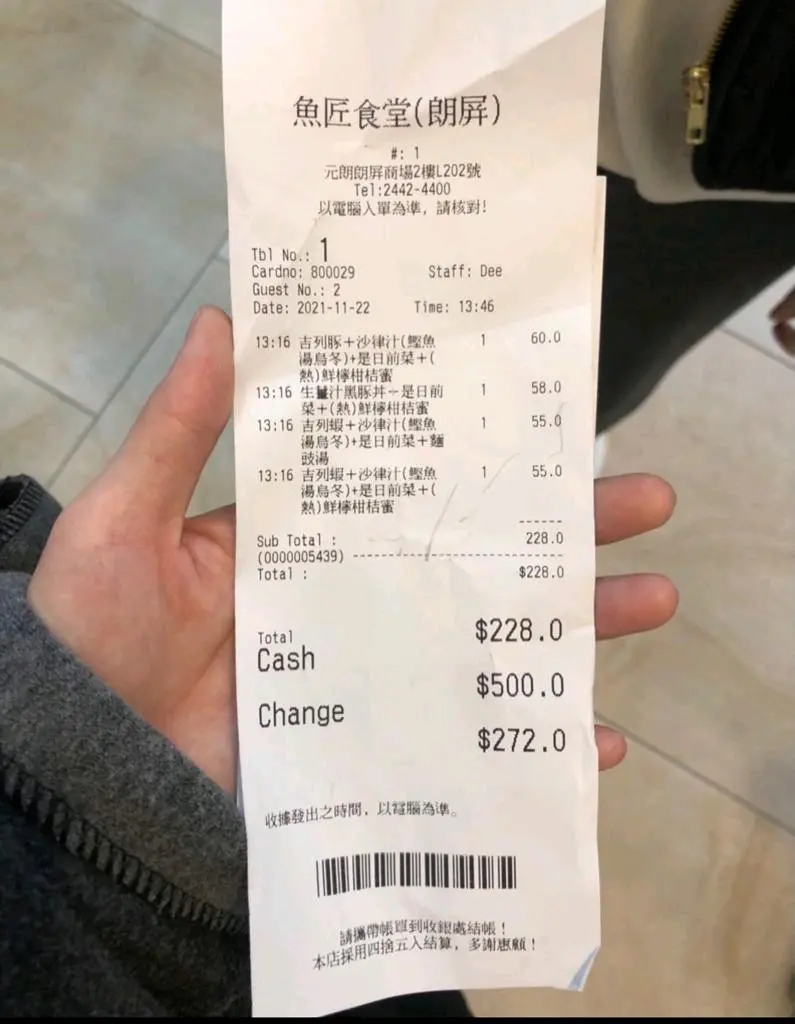 魚匠食堂(朗屏)
#: 1
元朗朗屏商場2樓L202號
Tel:2442-4400
以電腦入單為準, 請核對!
Tbl No.: 1
Cardno: 800029 Staff: Dee
Guest No.: 2
Date: 2021-11-22 Time: 13:46
13:16 吉列豚+沙律汁(鰹魚 1 60.0
湯烏冬)+是日前菜+(
熱)鮮檸柑桔蜜
13:16 生薑汁黑豚丼+是日前 1 58.0
菜+(熱)鮮檸柑桔蜜
13:16 吉列蝦+沙律汁(鰹魚 1 55.0
湯烏冬)+是日前菜+麵
豉湯
13:16 吉列蝦+沙律汁(鰹魚 1 55.0
湯烏冬)+是日前菜+(
熱)鮮檸柑桔蜜
------
Sub Total : 228.0
(0000005439) --------------------------
Total : $228.0
Total $228.0
Cash $500.0
Change $272.0
收據發出之時間, 以電腦為準。
請攜帶帳單到收銀處結帳!
本店採用四捨五入結算, 多謝惠顧!